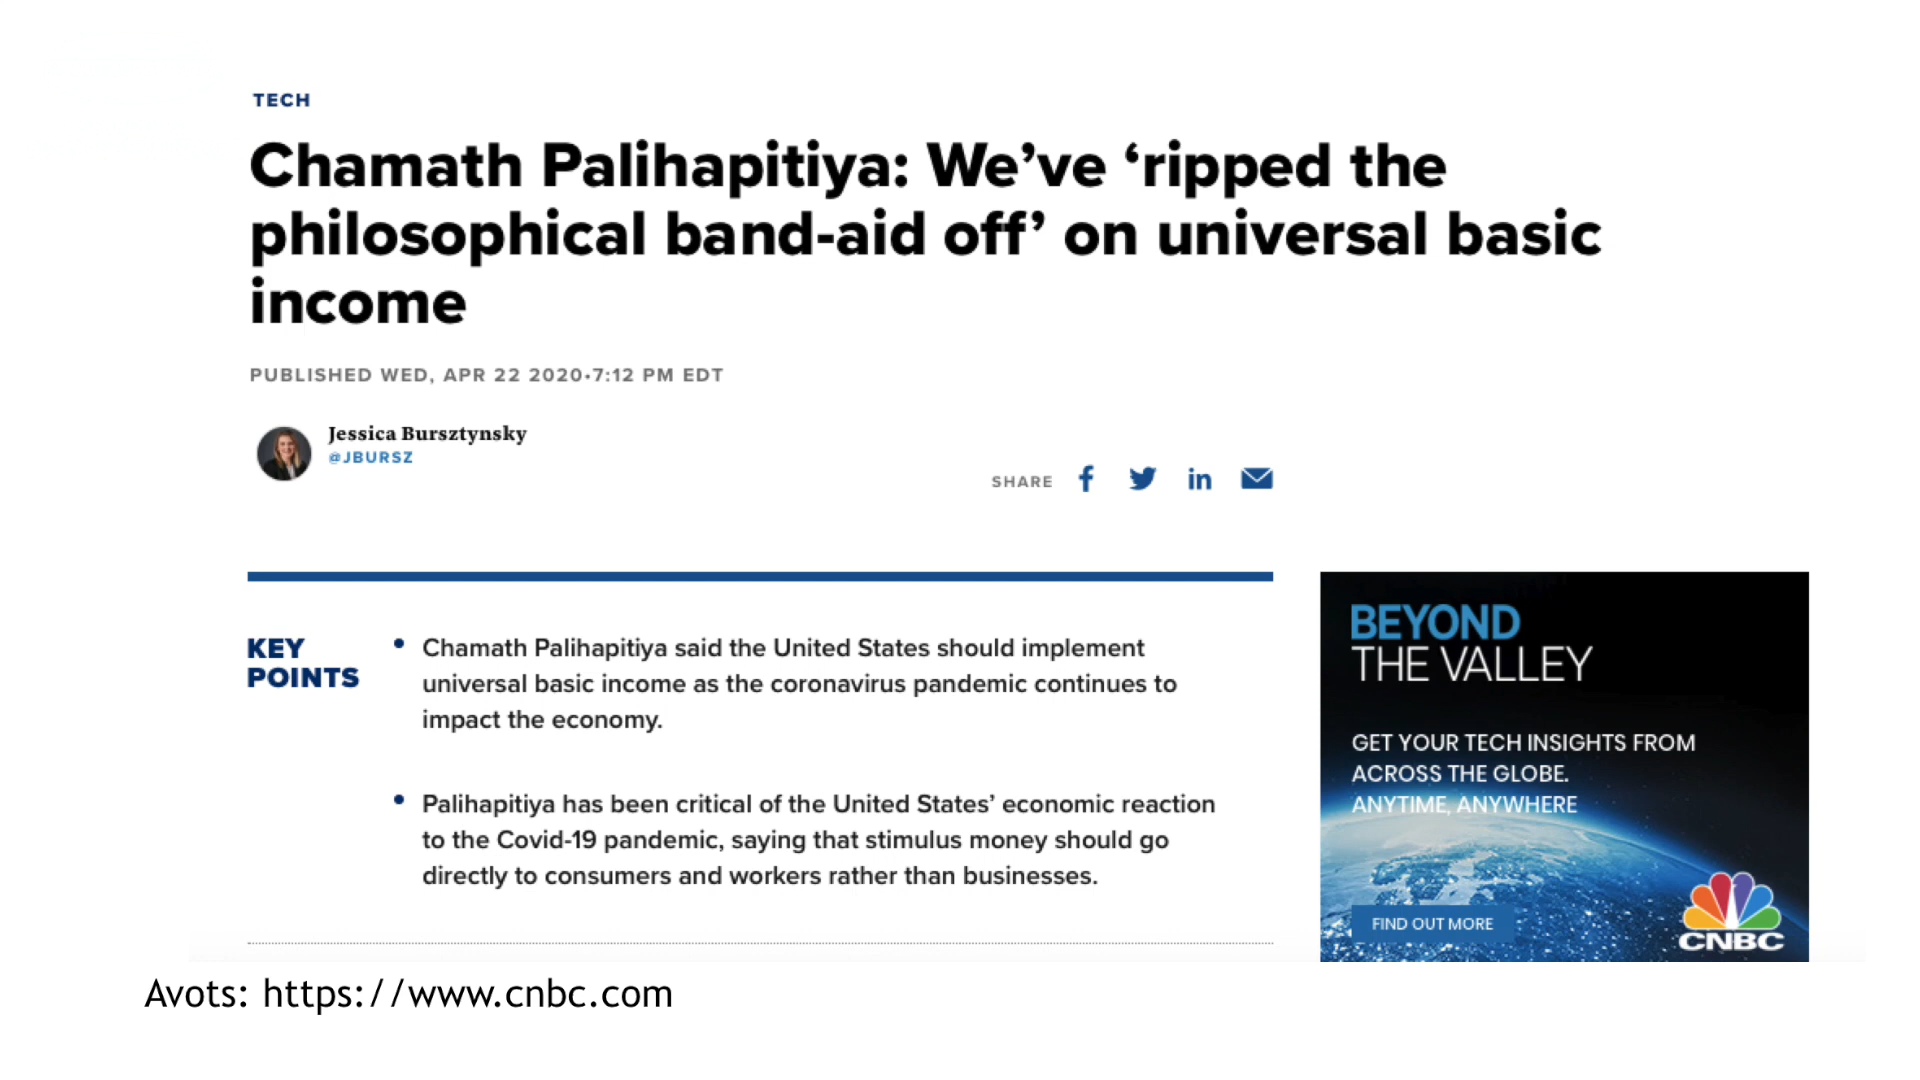 TECH
Chamath Palihapitiya: We’ve ‘ripped the
philosophical band-aid off’ on universal basic
income
PUBLISHED WED, APR 22 2020•7:12 PM EDT
Jessica Bursztynsky
@JBURSZ
SHARE
KEY
POINTS
• Chamath Palihapitiya said the United States should implement
universal basic income as the coronavirus pandemic continues to
impact the economy.
• Palihapitiya has been critical of the United States’ economic reaction
to the Covid-19 pandemic, saying that stimulus money should go
directly to consumers and workers rather than businesses.
BEYOND
THE VALLEY
GET YOUR TECH INSIGHTS FROM
ACROSS THE GLOBE.
ANYTIME, ANYWHERE
FIND OUT MORE
CNBC
Avots: https://www.cnbc.com